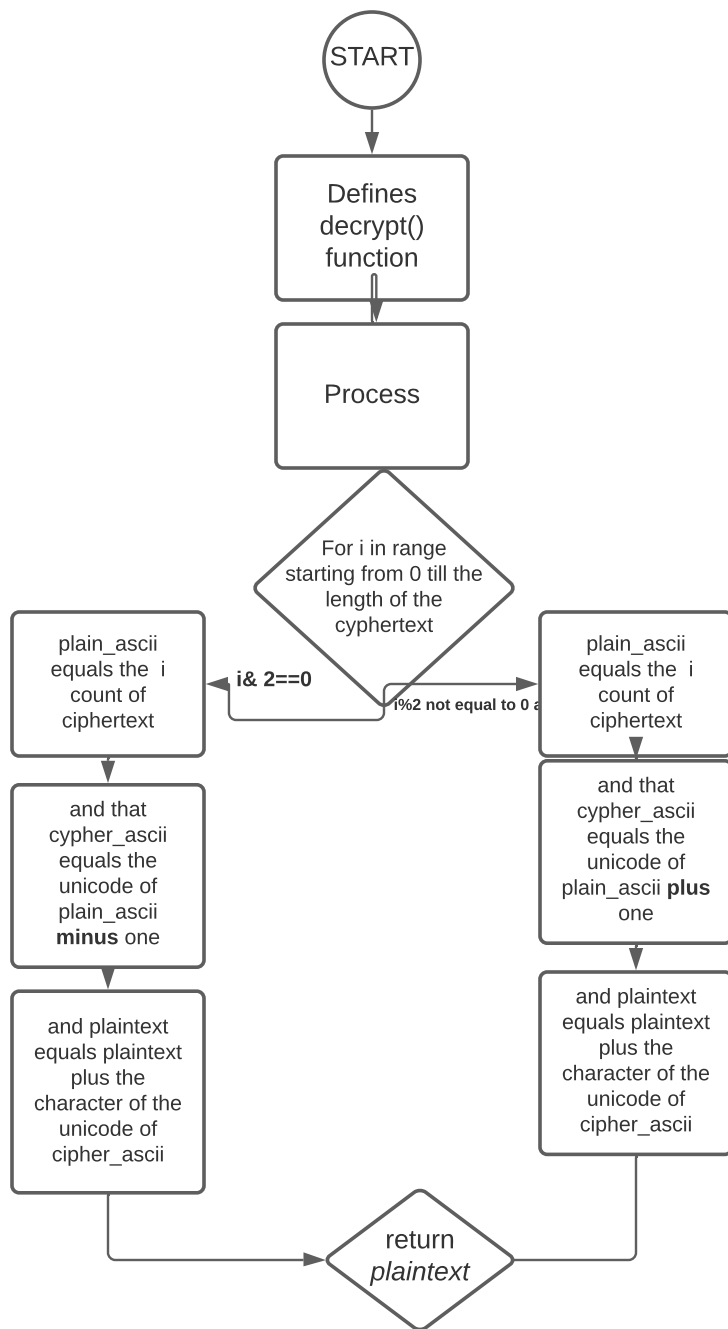 START
Defines
decrypt()
function
Process
For i in range
starting from 0 till the
length of the
cyphertext
i& 2==0
i%2 not equal to 0 a
plain_ascii
equals the  i
count of
ciphertext
and that
cypher_ascii
equals the
unicode of
plain_ascii
minus one
and plaintext
equals plaintext
plus the
character of the
unicode of
cipher_ascii
plain_ascii
equals the  i
count of
ciphertext
and that
cypher_ascii
equals the
unicode of
plain_ascii plus
one
and plaintext
equals plaintext
plus the
character of the
unicode of
cipher_ascii
return
plaintext